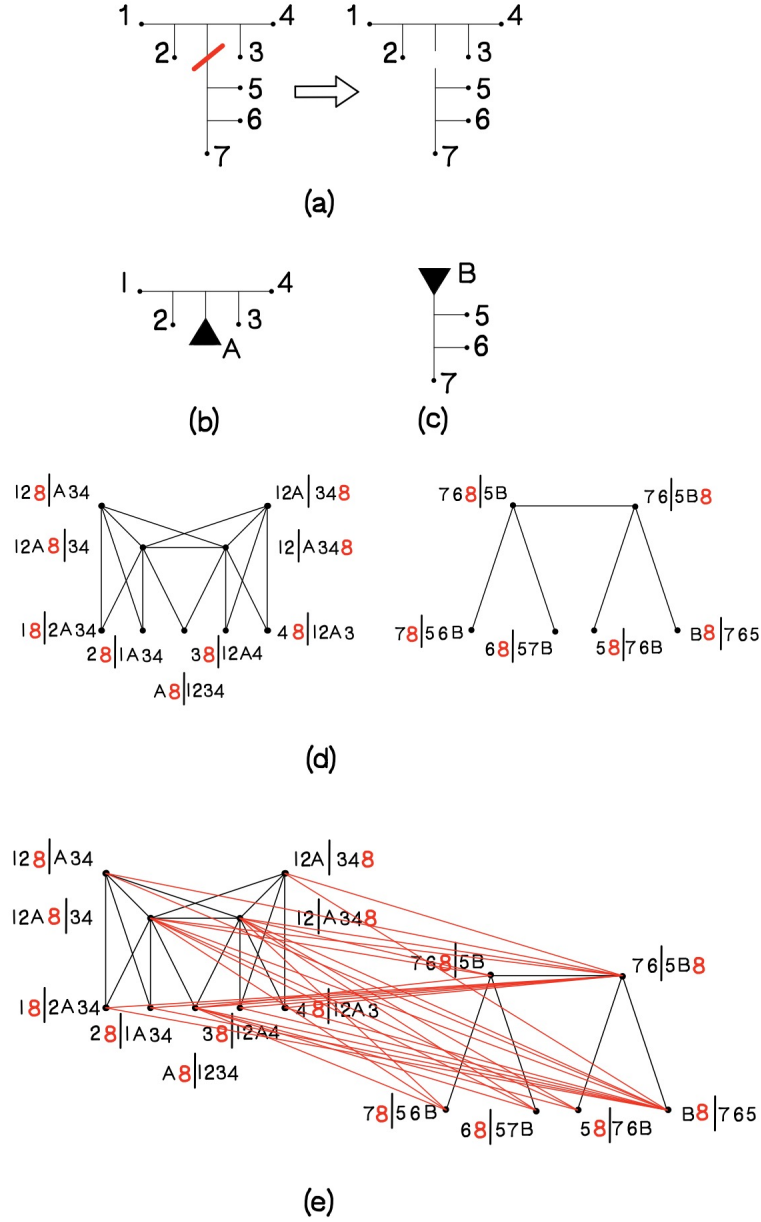 1 4 1 4
2 3 2 3
5 5
6 6
7 7
(a)
1 4 B
2 3 5
A 6
7
(b) (c)
128|A34 12A|348 768|5B 76|5B8
12A8|34 12|A348
18|2A34 48|12A3 78|56B B8|765
28|1A34 38|12A4 68|57B 58|76B
A8|1234
(d)
128|A34 12A|348
12A8|34 12|A348
768|5B 76|5B8
18|2A34 48|12A3
28|1A34 38|12A4
A8|1234
78|56B B8|765
68|57B 58|76B
(e)